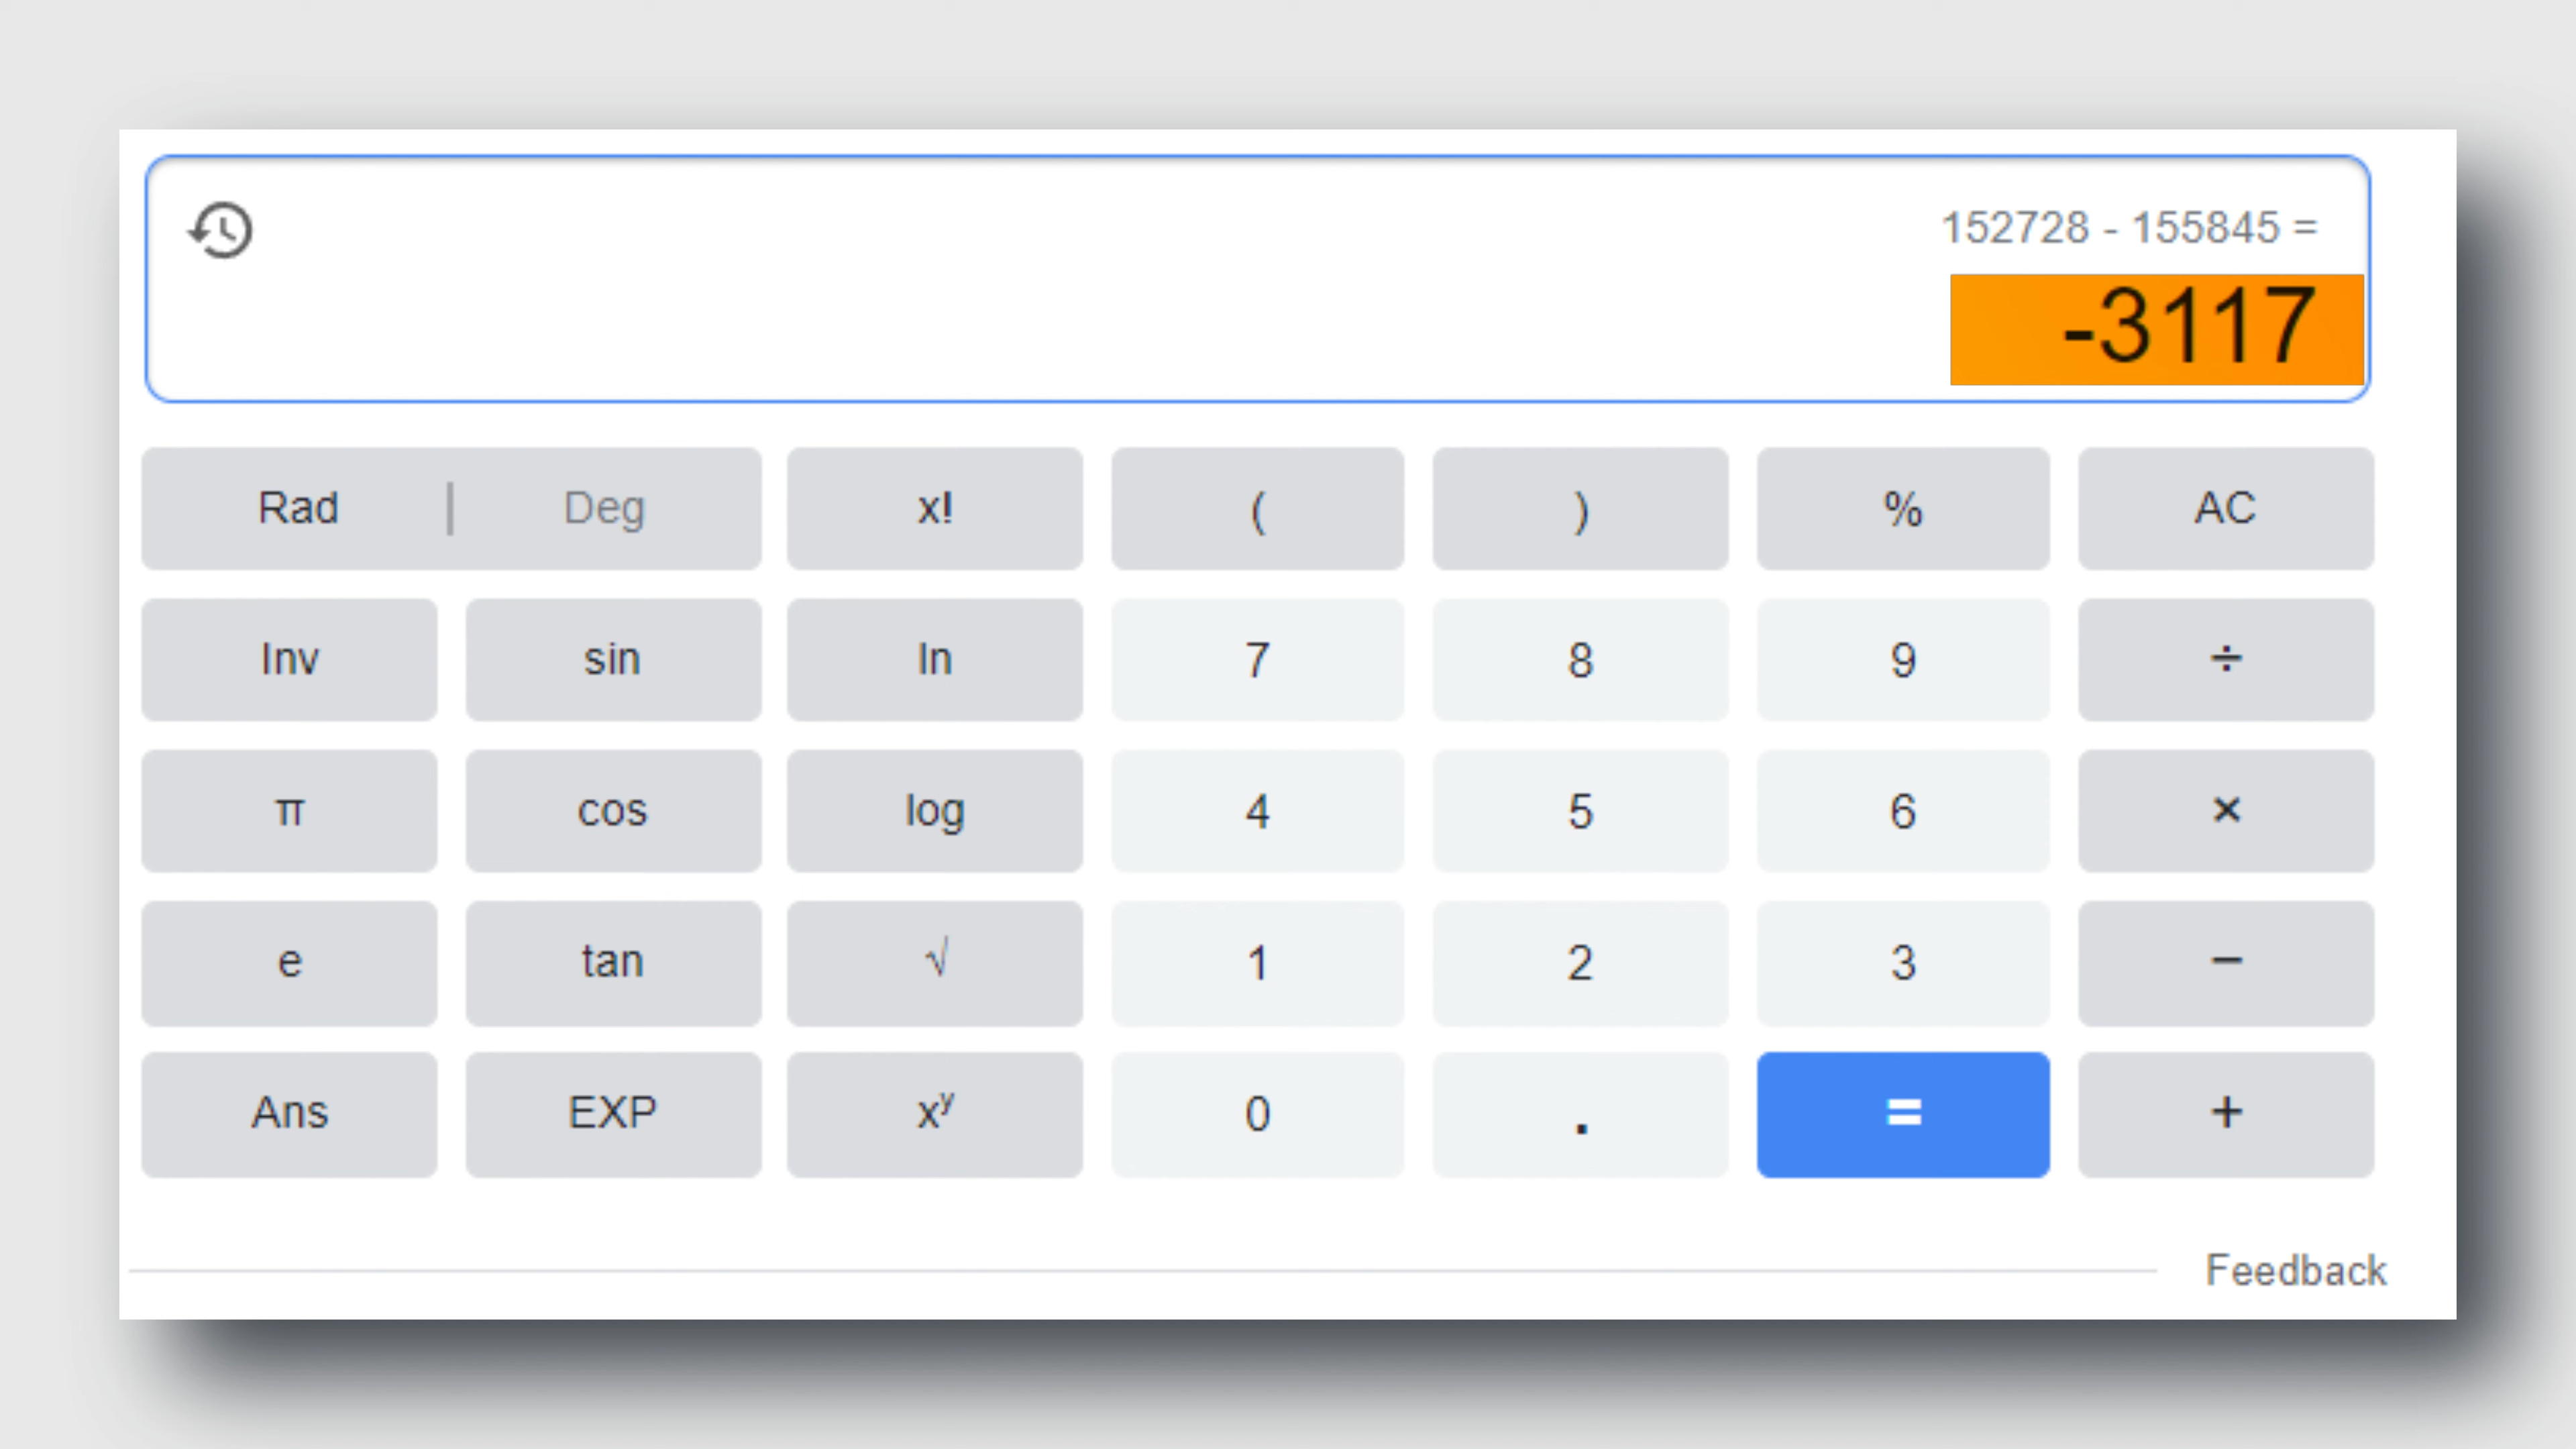 152728 - 155845 =
-3117
Rad | Deg x! ( ) % AC
Inv sin ln 7 8 9 ÷
π cos log 4 5 6 ×
e tan √ 1 2 3 −
Ans EXP xʸ 0 . = +
Feedback